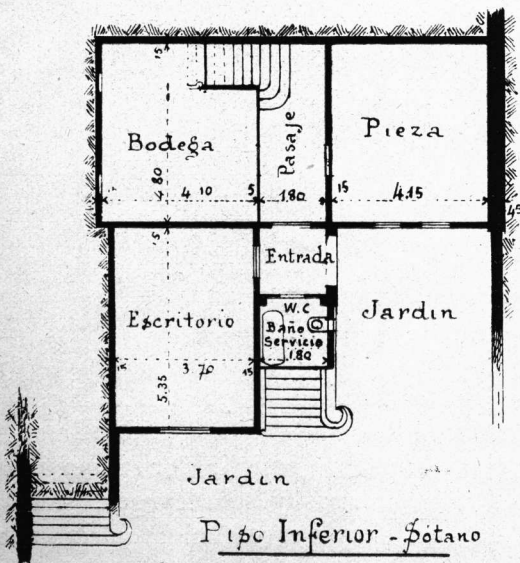 15
Bodega
Pasaje
Pieza
4.80
4 10
5
1.80
15
4.15
45
15
Entrada
Escritorio
W.C
Baño
Servicio
1.80
Jardin
3.70
15
5.35
Jardin
Piso Inferior - Sótano